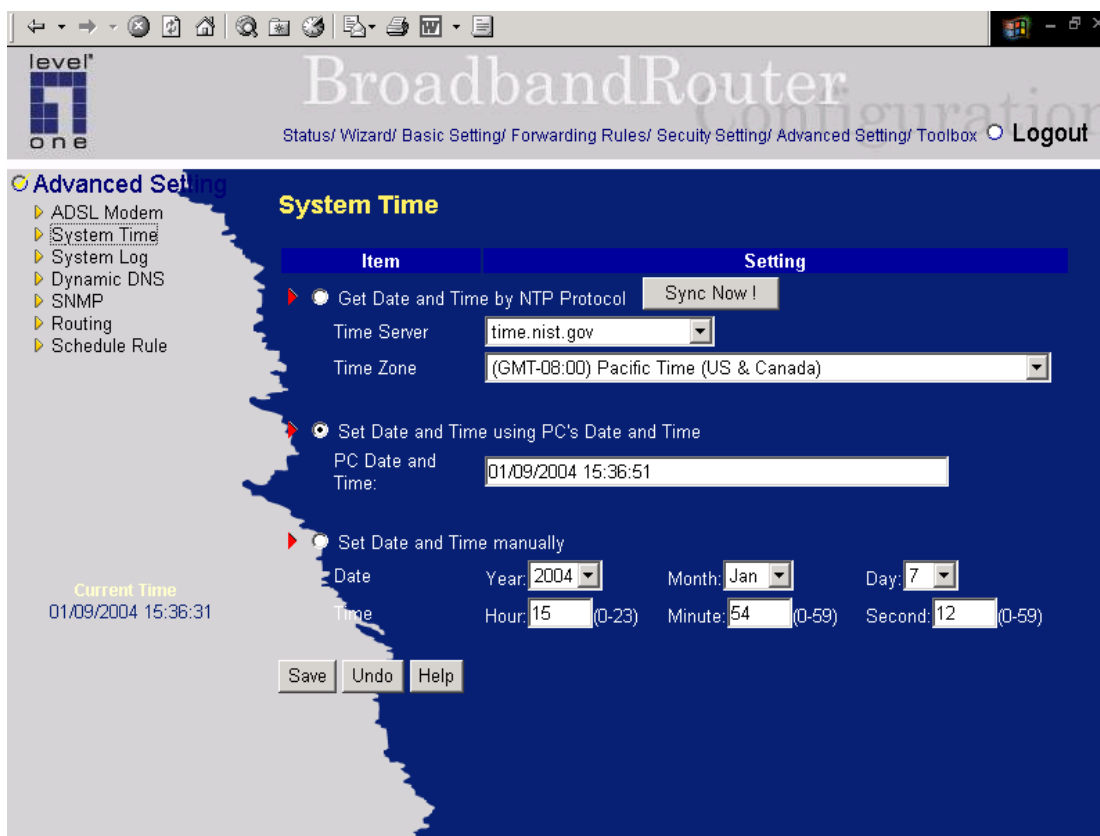 level
one
BroadbandRouter
Configuration
Status/ Wizard/ Basic Setting/ Forwarding Rules/ Secuity Setting/ Advanced Setting/ Toolbox Logout
Advanced Setting
ADSL Modem
System Time
System Log
Dynamic DNS
SNMP
Routing
Schedule Rule
Current Time
01/09/2004 15:36:31
System Time
Item Setting
Get Date and Time by NTP Protocol Sync Now !
Time Server time.nist.gov
Time Zone (GMT-08:00) Pacific Time (US & Canada)
Set Date and Time using PC's Date and Time
PC Date and
Time: 01/09/2004 15:36:51
Set Date and Time manually
Date Year: 2004 Month: Jan Day: 7
Time Hour: 15 (0-23) Minute: 54 (0-59) Second: 12 (0-59)
Save Undo Help